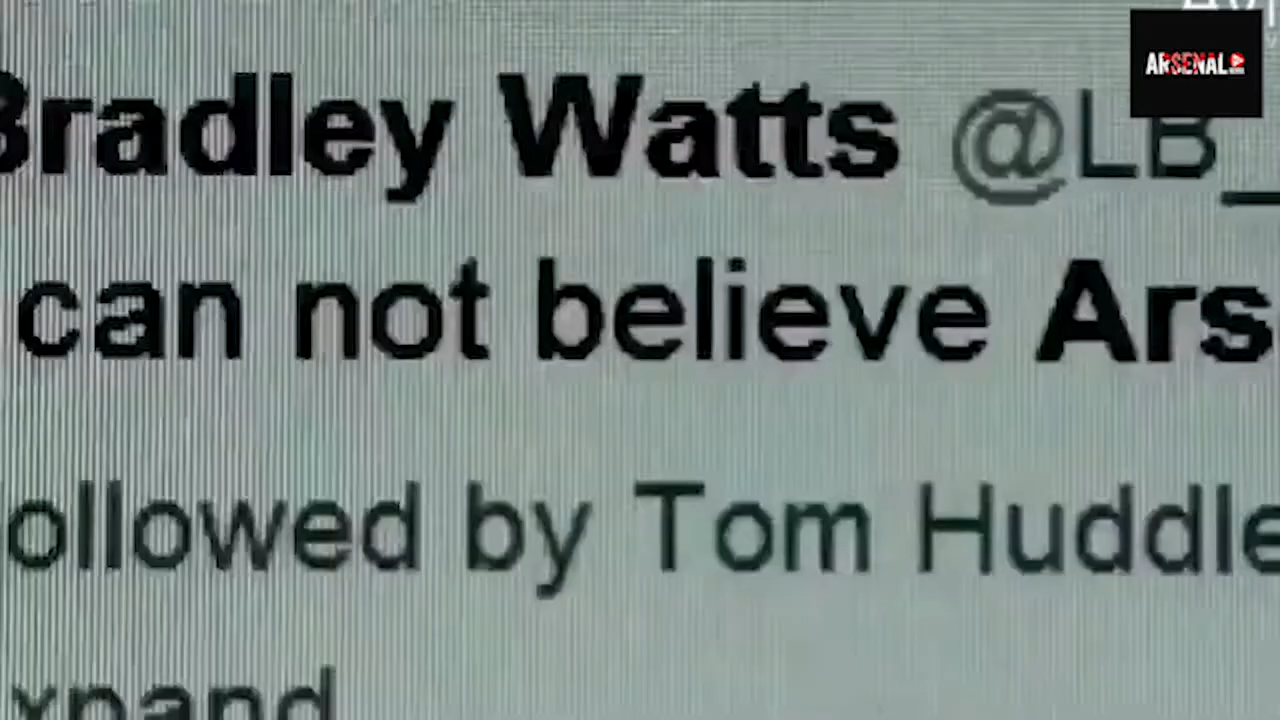 ARSENAL
Bradley Watts @LB_
can not believe Ars
ollowed by Tom Huddle
xpand